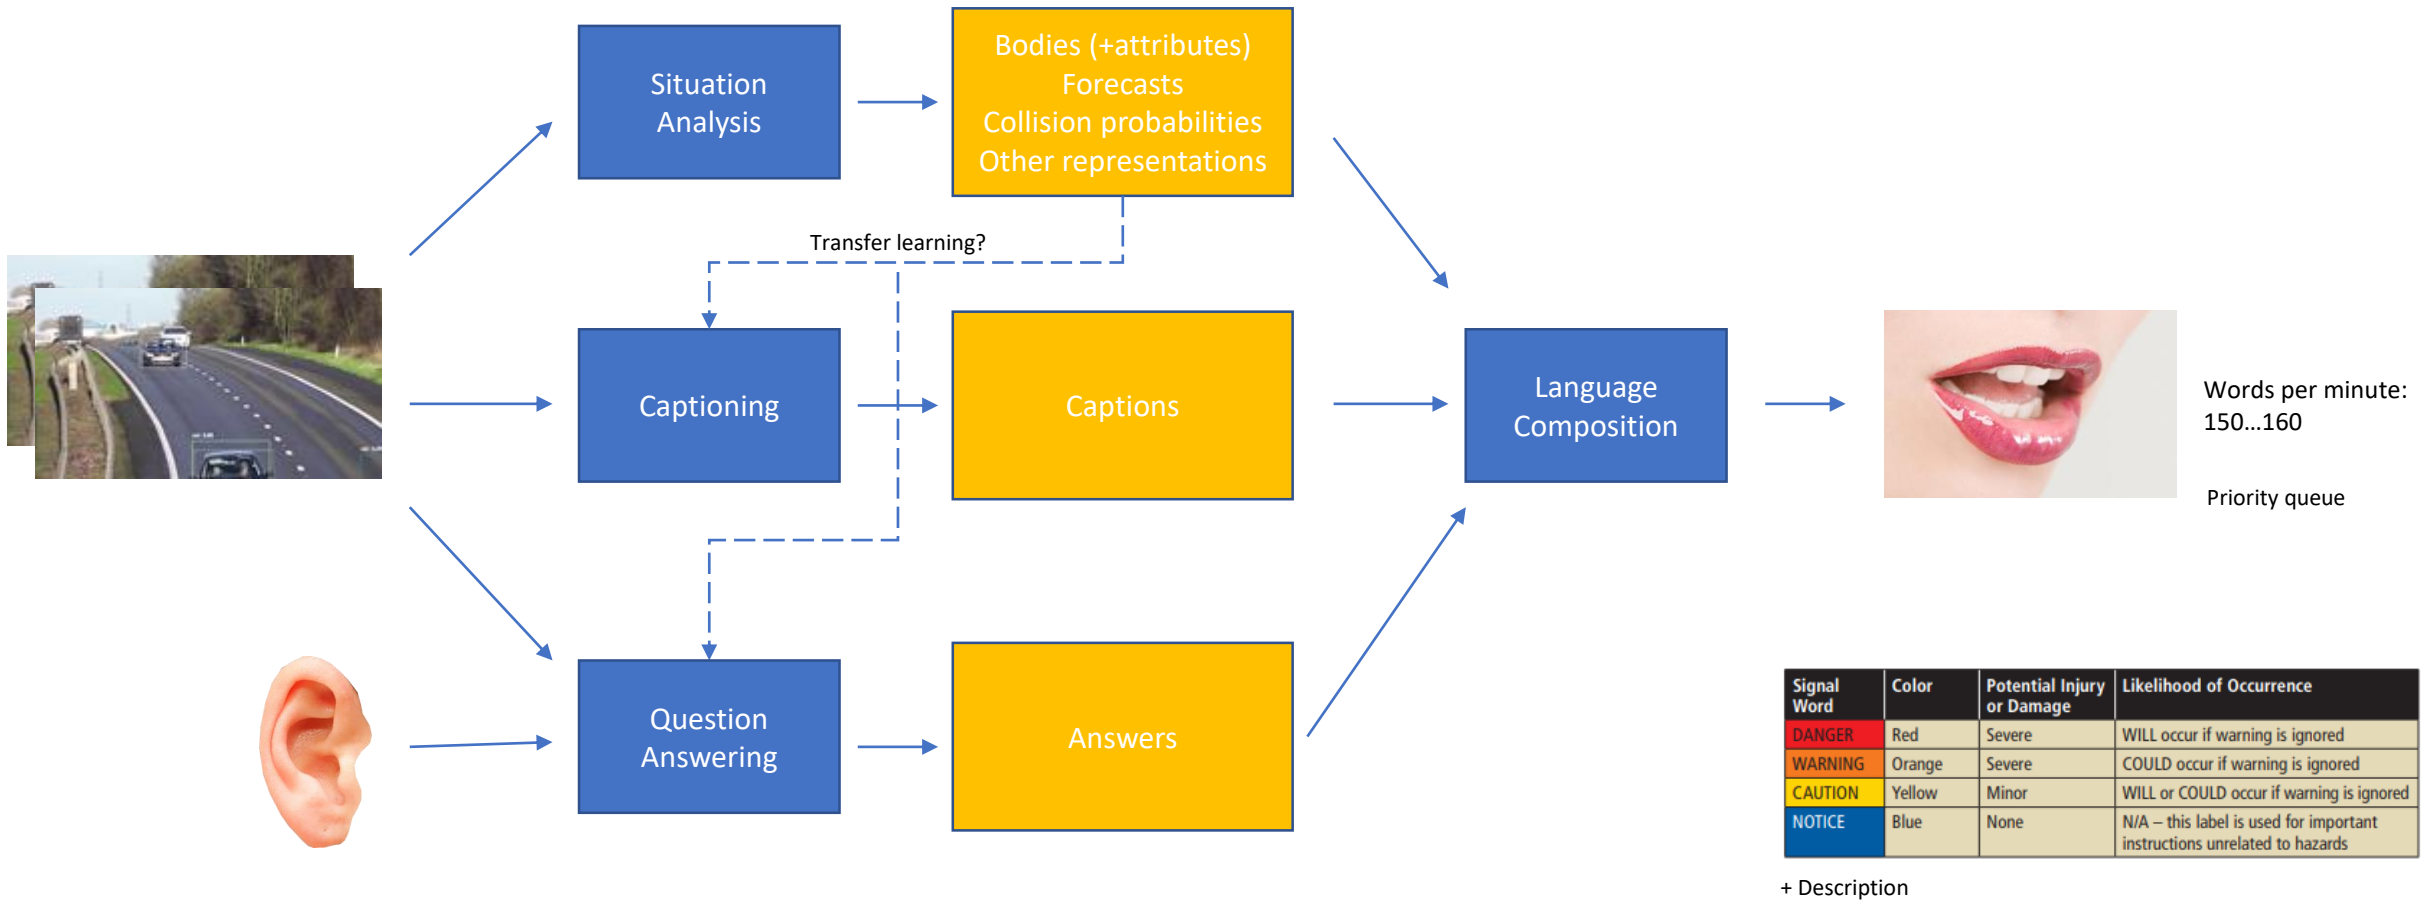 Situation
Analysis
Bodies (+attributes)
Forecasts
Collision probabilities
Other representations
Transfer learning?
Captioning
Captions
Language
Composition
Words per minute:
150...160
Priority queue
Question
Answering
Answers
Signal Word | Color | Potential Injury or Damage | Likelihood of Occurrence
DANGER | Red | Severe | WILL occur if warning is ignored
WARNING | Orange | Severe | COULD occur if warning is ignored
CAUTION | Yellow | Minor | WILL or COULD occur if warning is ignored
NOTICE | Blue | None | N/A – this label is used for important
instructions unrelated to hazards
+ Description